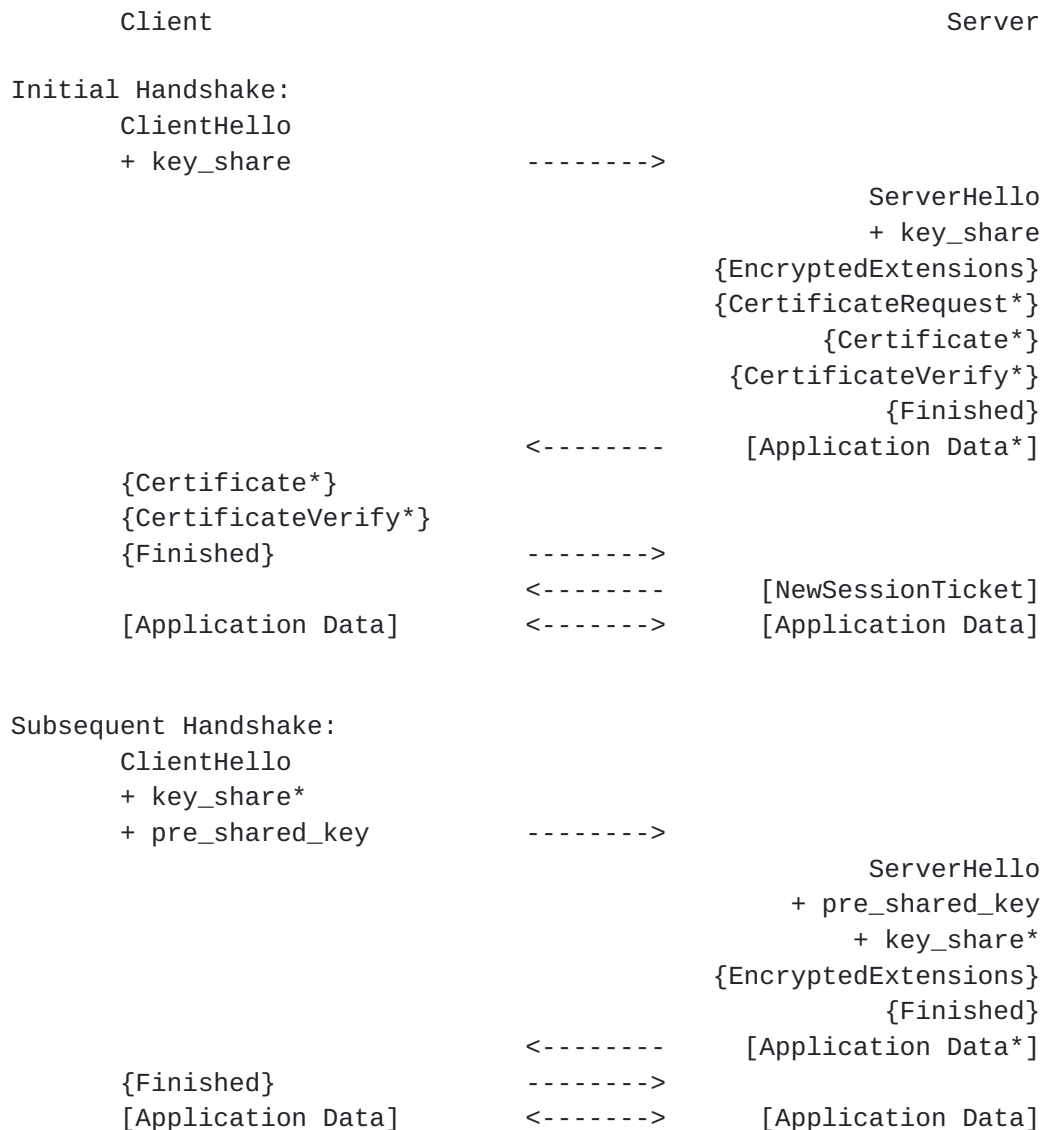 Client Server
Initial Handshake:
ClientHello
+ key_share -------->
ServerHello
+ key_share
{EncryptedExtensions}
{CertificateRequest*}
{Certificate*}
{CertificateVerify*}
{Finished}
<-------- [Application Data*]
{Certificate*}
{CertificateVerify*}
{Finished} -------->
<-------- [NewSessionTicket]
[Application Data] <-------> [Application Data]
Subsequent Handshake:
ClientHello
+ key_share*
+ pre_shared_key -------->
ServerHello
+ pre_shared_key
+ key_share*
{EncryptedExtensions}
{Finished}
<-------- [Application Data*]
{Finished} -------->
[Application Data] <-------> [Application Data]